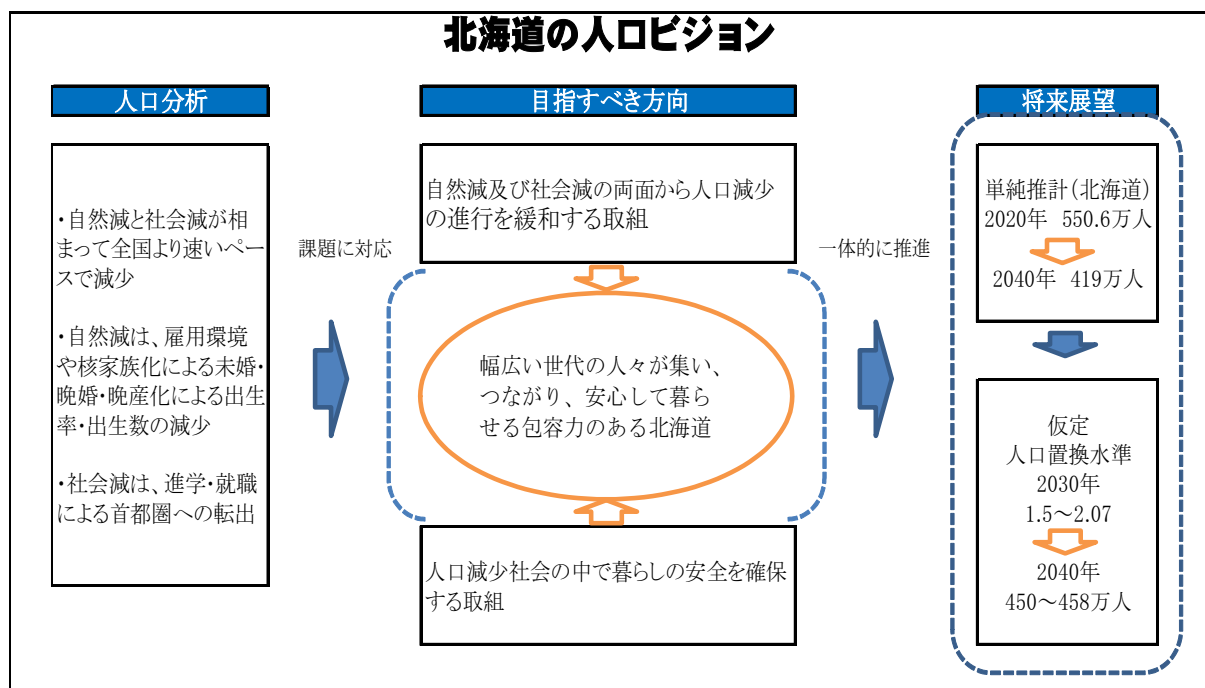 北海道の人口ビジョン
人口分析
・自然減と社会減が相
まって全国より速いペー
スで減少
・自然減は、雇用環境
や核家族化による未婚・
晩婚・晩産化による出生
率・出生数の減少
・社会減は、進学・就職
による首都圏への転出
課題に対応
目指すべき方向
自然減及び社会減の両面から人口減少
の進行を緩和する取組
幅広い世代の人々が集い、
つながり、安心して暮ら
せる包容力のある北海道
人口減少社会の中で暮らしの安全を確保
する取組
一体的に推進
将来展望
単純推計（北海道）
2020年 550.6万人
2040年 419万人
仮定
人口置換水準
2030年
1.5～2.07
2040年
450～458万人